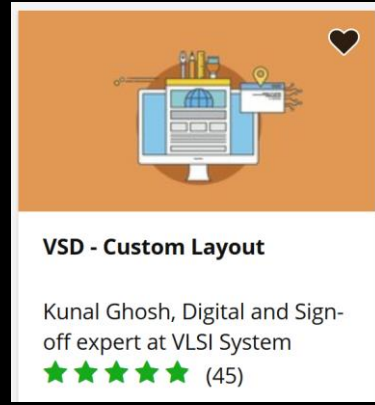 VSD - Custom Layout
Kunal Ghosh, Digital and Sign-
off expert at VLSI System
(45)